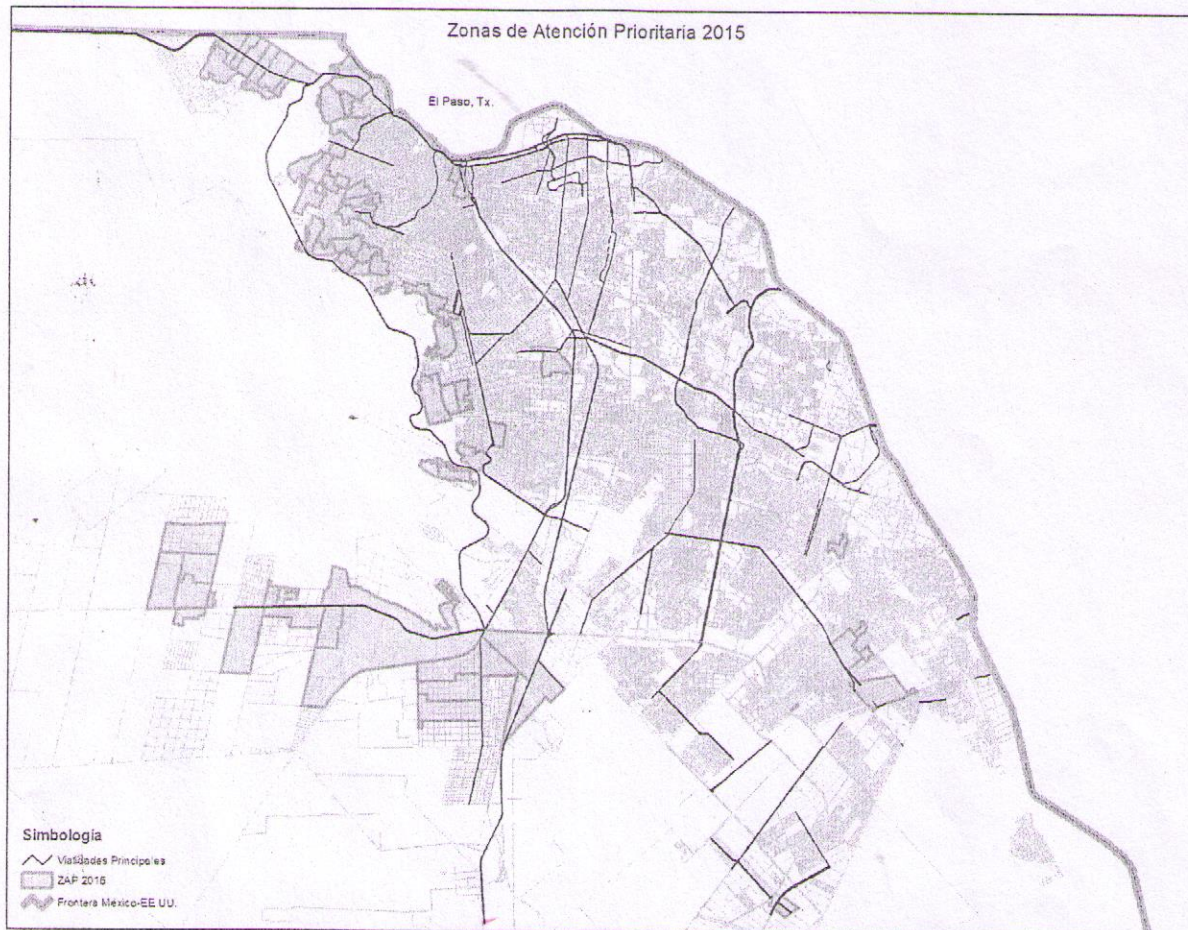 Zonas de Atención Prioritaria 2015
El Paso, Tx.
Simbología
Vialidades Principales
ZAP 2015
Frontera México-EE UU.